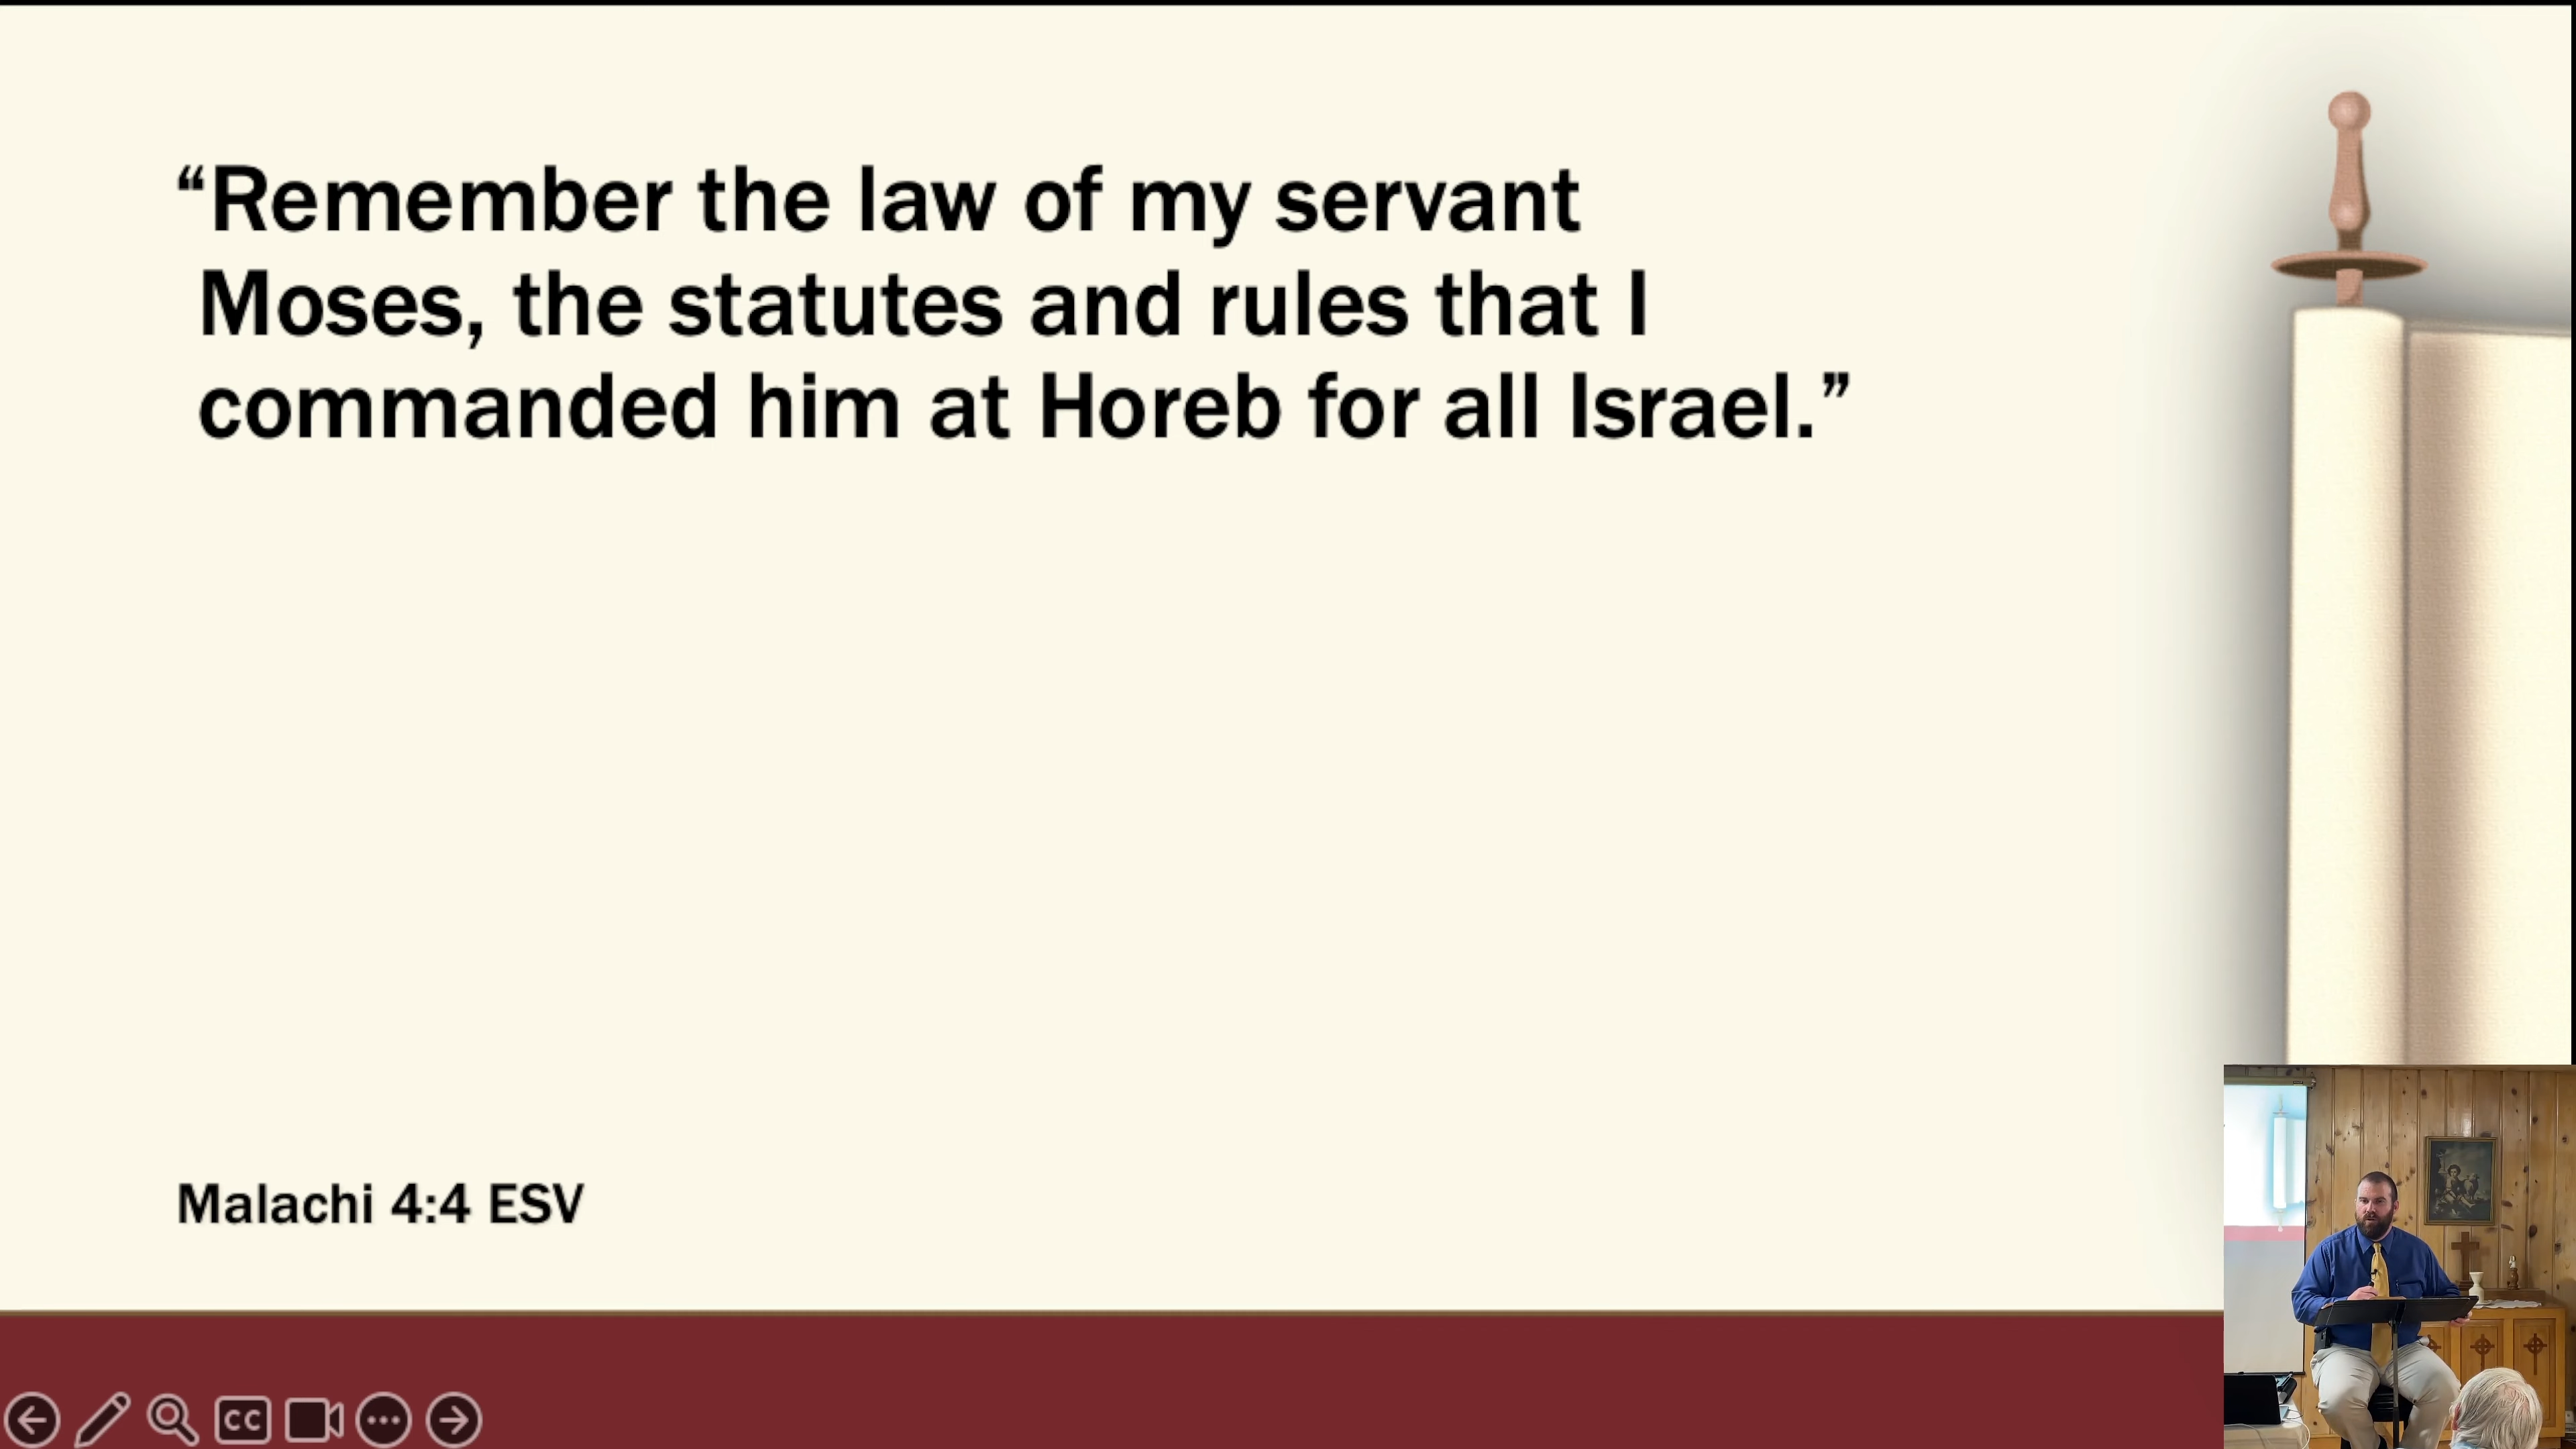 “Remember the law of my servant
Moses, the statutes and rules that I
commanded him at Horeb for all Israel.”
Malachi 4:4 ESV
CC